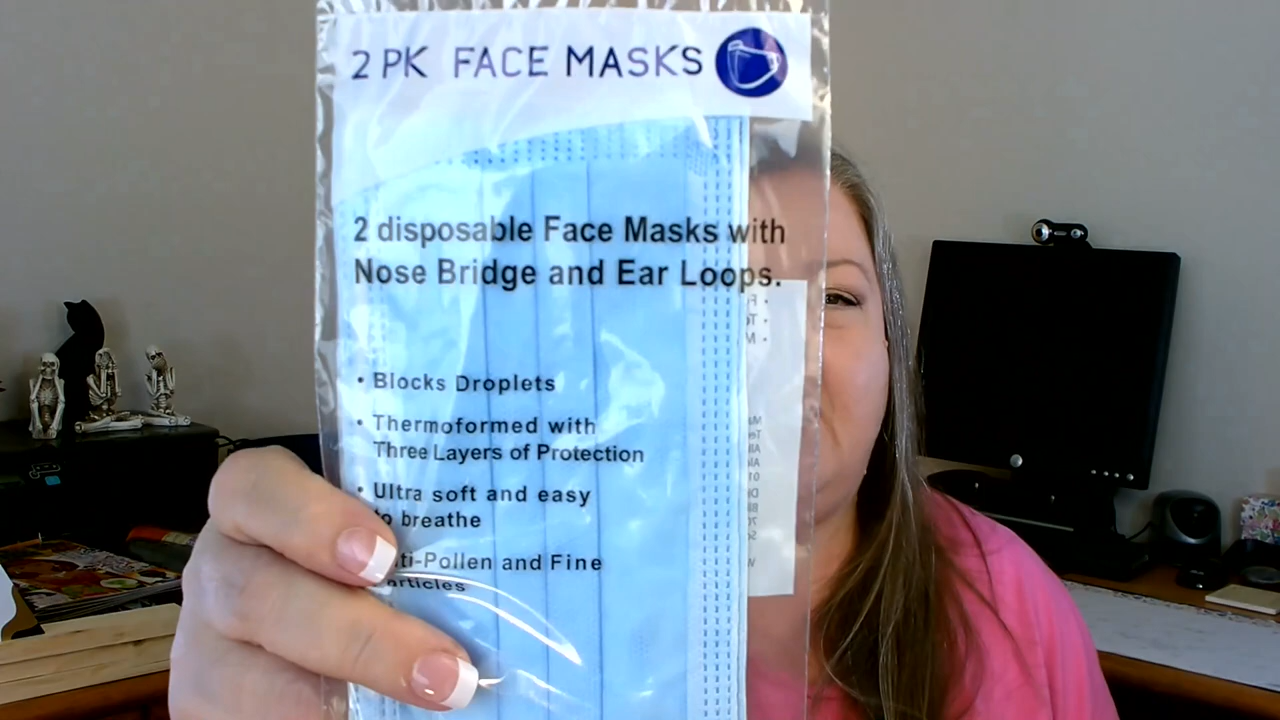 2 PK FACE MASKS
2 disposable Face Masks with
Nose Bridge and Ear Loops.
• Blocks Droplets
• Thermoformed with
Three Layers of Protection
• Ultra soft and easy
to breathe
ti-Pollen and Fine
articles